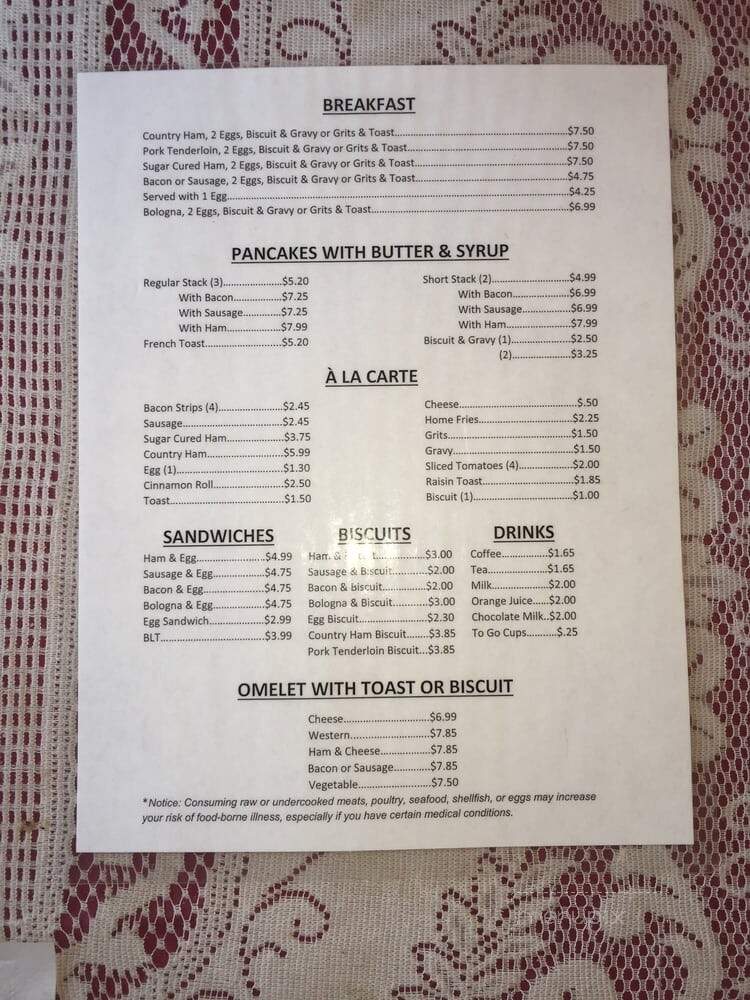 BREAKFAST
Country Ham, 2 Eggs, Biscuit & Gravy or Grits & Toast...$7.50
Pork Tenderloin, 2 Eggs, Biscuit & Gravy or Grits & Toast...$7.50
Sugar Cured Ham, 2 Eggs, Biscuit & Gravy or Grits & Toast...$7.50
Bacon or Sausage, 2 Eggs, Biscuit & Gravy or Grits & Toast...$4.75
Served with 1 Egg...$4.25
Bologna, 2 Eggs, Biscuit & Gravy or Grits & Toast...$6.99
PANCAKES WITH BUTTER & SYRUP
Regular Stack (3)...$5.20
With Bacon...$7.25
With Sausage...$7.25
With Ham...$7.99
French Toast...$5.20
Short Stack (2)...$4.99
With Bacon...$6.99
With Sausage...$6.99
With Ham...$7.99
Biscuit & Gravy (1)...$2.50
(2)...$3.25
À LA CARTE
Bacon Strips (4)...$2.45
Sausage...$2.45
Sugar Cured Ham...$3.75
Country Ham...$5.99
Egg (1)...$1.30
Cinnamon Roll...$2.50
Toast...$1.50
Cheese...$.50
Home Fries...$2.25
Grits...$1.50
Gravy...$1.50
Sliced Tomatoes (4)...$2.00
Raisin Toast...$1.85
Biscuit (1)...$1.00
SANDWICHES
Ham & Egg...$4.99
Sausage & Egg...$4.75
Bacon & Egg...$4.75
Bologna & Egg...$4.75
Egg Sandwich...$2.99
BLT...$3.99
BISCUITS
Ham & ...$3.00
Sausage & Biscuit...$2.00
Bacon & Biscuit...$2.00
Bologna & Biscuit...$3.00
Egg Biscuit...$2.30
Country Ham Biscuit...$3.85
Pork Tenderloin Biscuit...$3.85
DRINKS
Coffee...$1.65
Tea...$1.65
Milk...$2.00
Orange Juice...$2.00
Chocolate Milk..$2.00
To Go Cups...$.25
OMELET WITH TOAST OR BISCUIT
Cheese...$6.99
Western...$7.85
Ham & Cheese...$7.85
Bacon or Sausage...$7.85
Vegetable...$7.50
*Notice: Consuming raw or undercooked meats, poultry, seafood, shellfish, or eggs may increase
your risk of food-borne illness, especially if you have certain medical conditions.